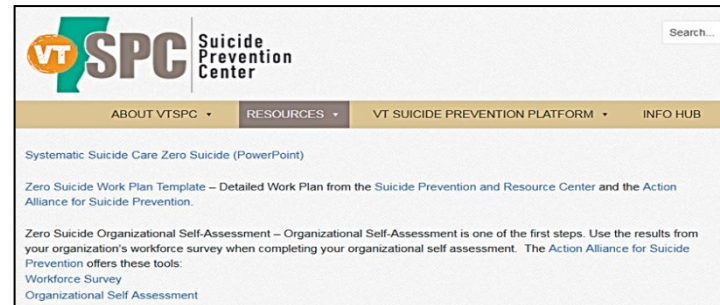 VT SPC Suicide
Prevention
Center
Search...
ABOUT VTSPC RESOURCES VT SUICIDE PREVENTION PLATFORM INFO HUB
Systematic Suicide Care Zero Suicide (PowerPoint)
Zero Suicide Work Plan Template – Detailed Work Plan from the Suicide Prevention and Resource Center and the Action
Alliance for Suicide Prevention.
Zero Suicide Organizational Self-Assessment – Organizational Self-Assessment is one of the first steps. Use the results from
your organization's workforce survey when completing your organizational self assessment. The Action Alliance for Suicide
Prevention offers these tools:
Workforce Survey
Organizational Self Assessment